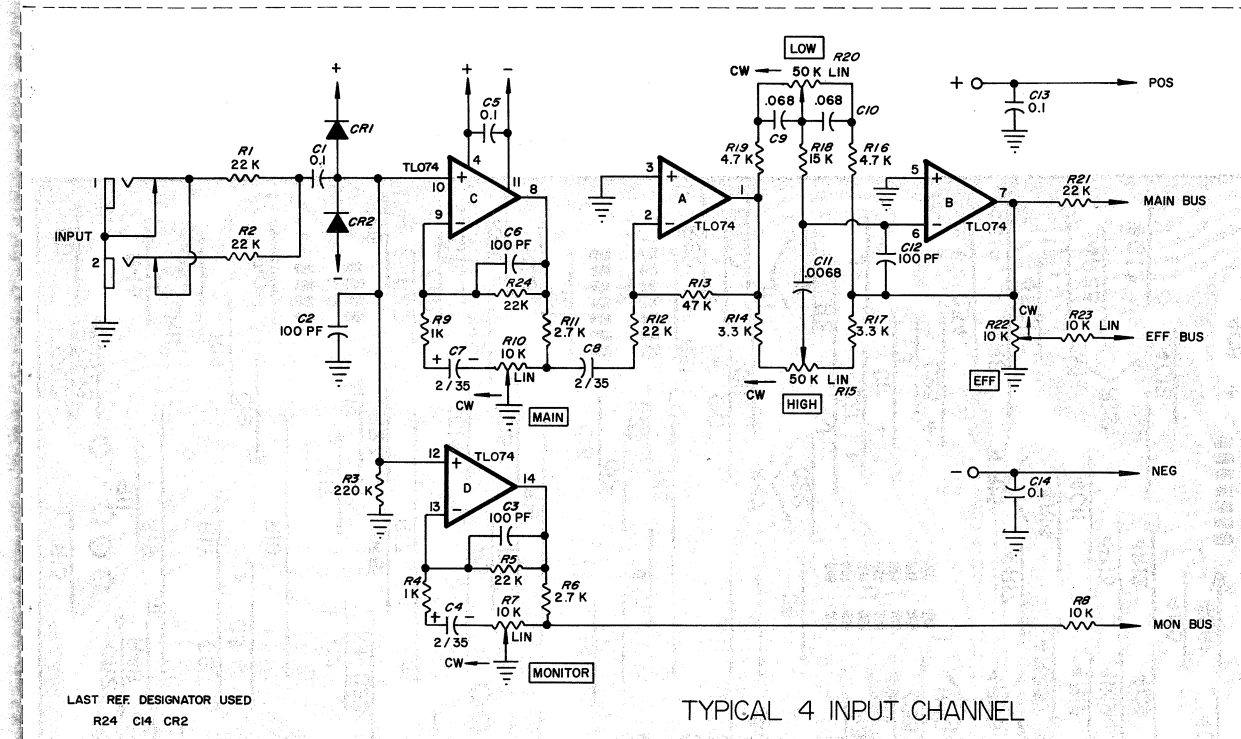 LOW
R20
CW
50 K LIN
.068
.068
C10
C9
+
POS
C13
0.1
+
-
C5
0.1
+
CR1
R1
22 K
C1
0.1
TL074
4
11
+
10
C
8
9
-
1
INPUT
2
R2
22 K
CR2
-
C2
100 PF
C6
100 PF
R24
22K
R9
1K
R11
2.7 K
C7
+ -
2/35
R10
10 K
LIN
CW
MAIN
C8
2/35
3
+
A
1
2
-
TL074
R13
47 K
R12
22 K
R19
4.7 K
R18
15 K
R16
4.7 K
C11
.0068
R14
3.3 K
R17
3.3 K
CW
50 K LIN
R15
HIGH
5
+
B
7
6
-
TL074
C12
100 PF
R21
22 K
MAIN BUS
R22
10 K
CW
R23
10 K LIN
EFF BUS
EFF
R3
220 K
12
+
TL074
D
14
13
-
C3
100 PF
R5
22 K
R4
1 K
R6
2.7 K
C4
+ -
2/35
R7
10 K
LIN
CW
MONITOR
-
NEG
C14
0.1
R8
10 K
MON BUS
LAST REF. DESIGNATOR USED
R24 C14 CR2
TYPICAL 4 INPUT CHANNEL